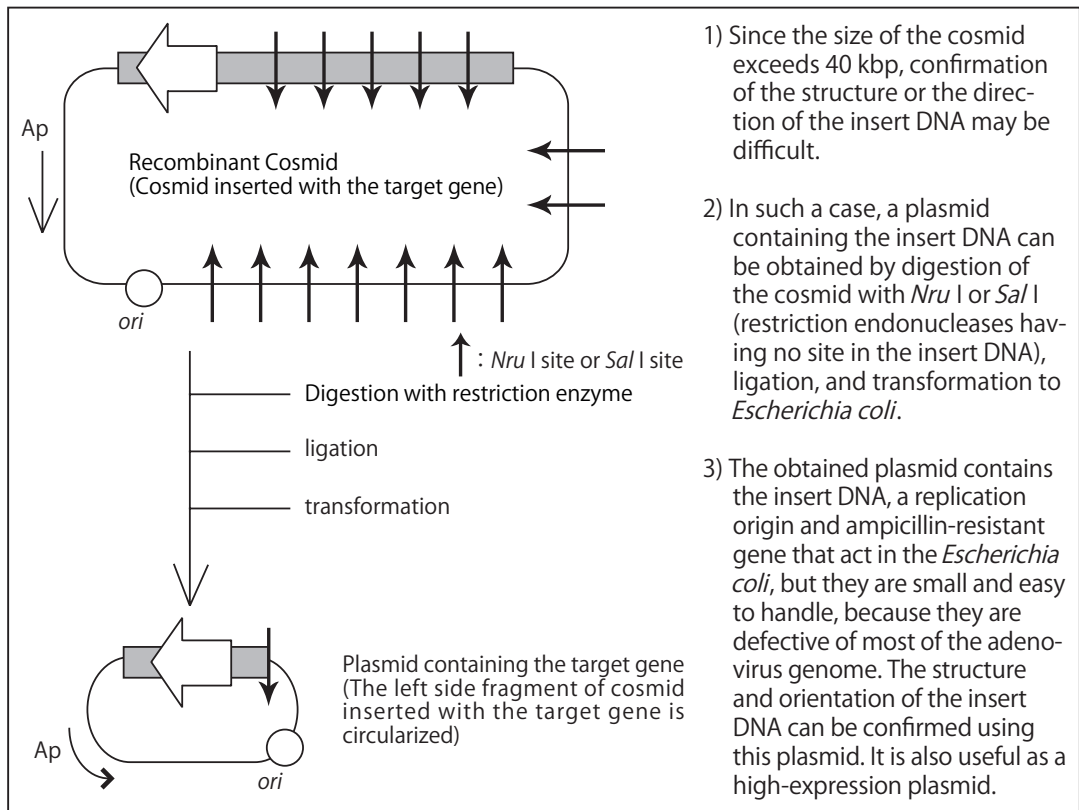 Ap
Recombinant Cosmid
(Cosmid inserted with the target gene)
ori
: Nru I site or Sal I site
Digestion with restriction enzyme
ligation
transformation
Plasmid containing the target gene
(The left side fragment of cosmid
inserted with the target gene is
circularized)
Ap
ori
1) Since the size of the cosmid
exceeds 40 kbp, confirmation
of the structure or the direc-
tion of the insert DNA may be
difficult.
2) In such a case, a plasmid
containing the insert DNA can
be obtained by digestion of
the cosmid with Nru I or Sal I
(restriction endonucleases hav-
ing no site in the insert DNA),
ligation, and transformation to
Escherichia coli.
3) The obtained plasmid contains
the insert DNA, a replication
origin and ampicillin-resistant
gene that act in the Escherichia
coli, but they are small and easy
to handle, because they are
defective of most of the adeno-
virus genome. The structure
and orientation of the insert
DNA can be confirmed using
this plasmid. It is also useful as a
high-expression plasmid.